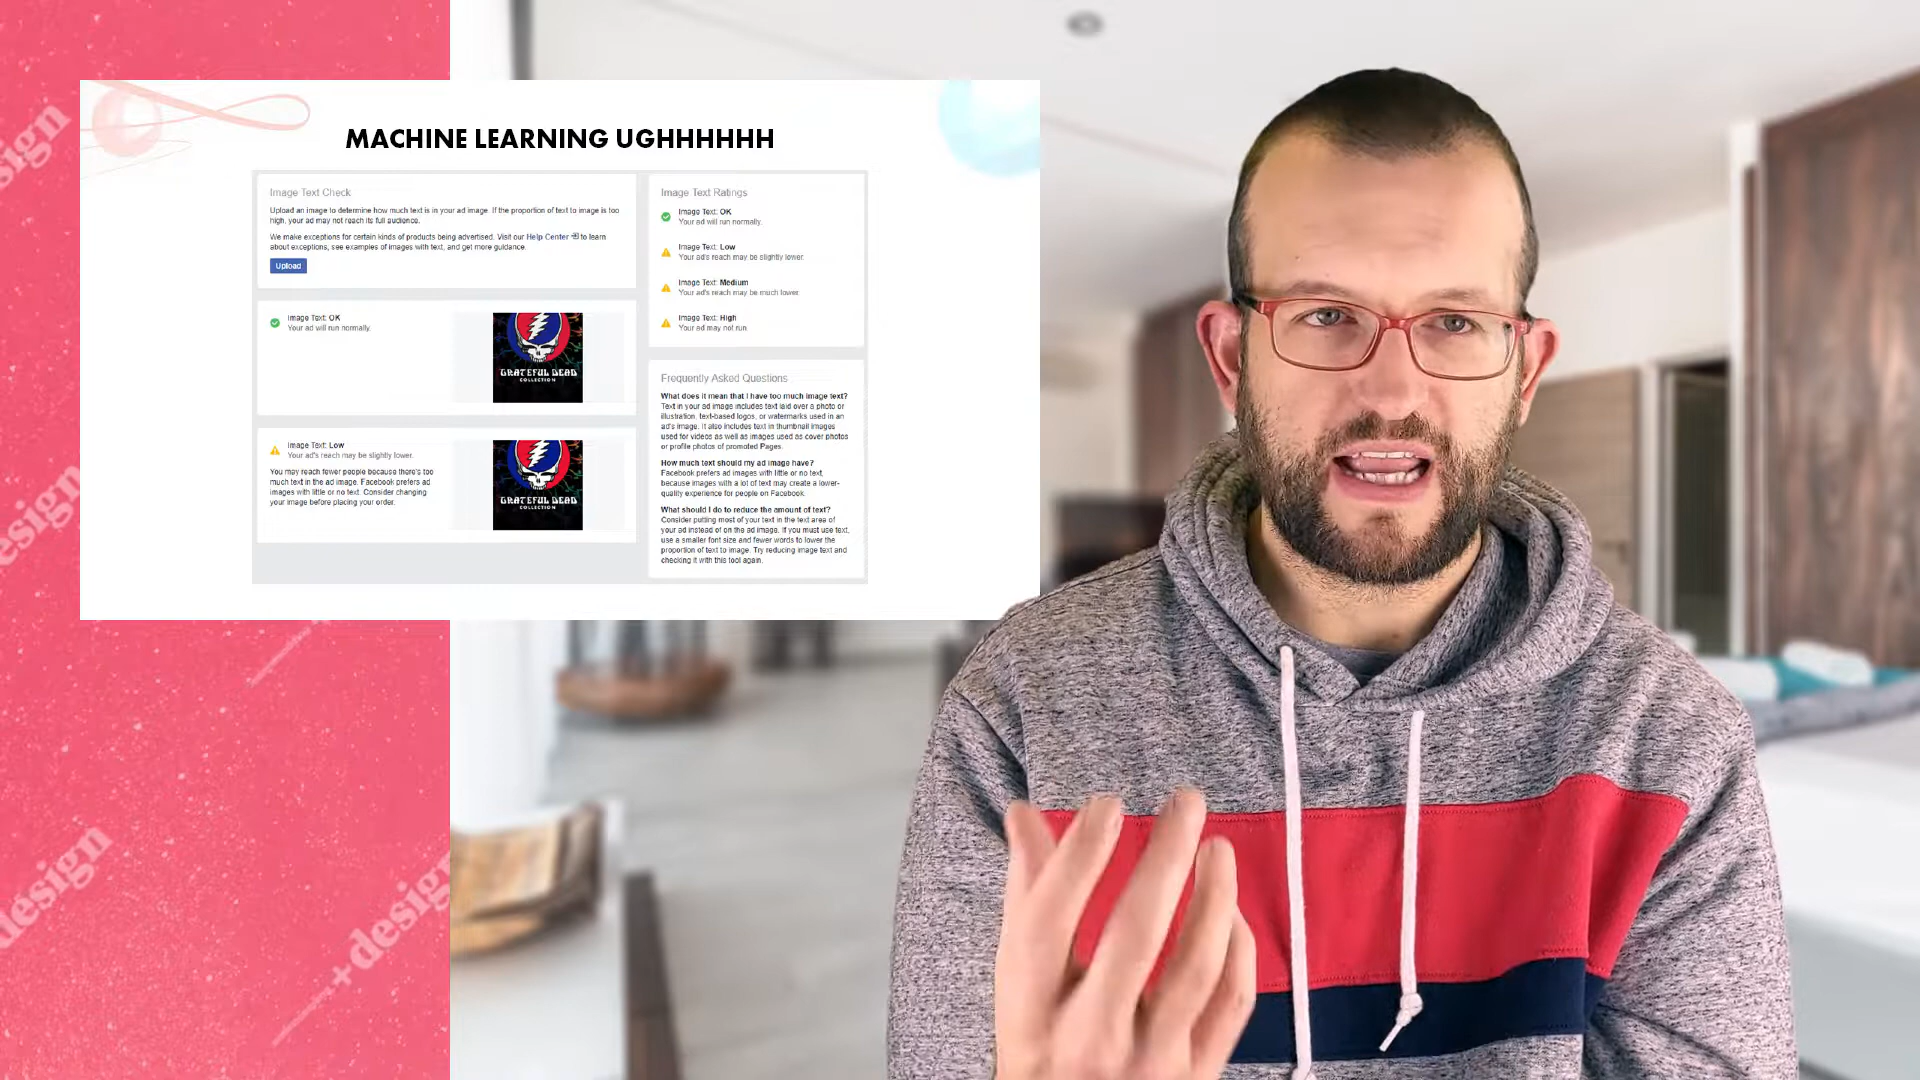 MACHINE LEARNING UGHHHHHH
Image Text Check
Upload an image to determine how much text is in your ad image. If the proportion of text to image is too
high, your ad may not reach its full audience.
We make exceptions for certain kinds of products being advertised. Visit our Help Center to learn
about exceptions, see examples of images with text, and get more guidance.
Upload
Image Text: OK
Your ad will run normally.
GRATEFUL DEAD
COLLECTION
Image Text: Low
Your ad's reach may be slightly lower.
You may reach fewer people because there's too
much text in the ad image. Facebook prefers ad
images with little or no text. Consider changing
your image before placing your order.
GRATEFUL DEAD
COLLECTION
Image Text Ratings
Image Text: OK
Your ad will run normally.
Image Text: Low
Your ad's reach may be slightly lower.
Image Text: Medium
Your ad's reach may be much lower.
Image Text: High
Your ad may not run.
Frequently Asked Questions
What does it mean that I have too much image text?
Text in your ad image includes text laid over a photo or
illustration, text-based logos, or watermarks used in an
ad's image. It also includes text in thumbnail images
used for videos as well as images used as cover photos
or profile photos of promoted Pages.
How much text should my ad image have?
Facebook prefers ad images with little or no text,
because images with a lot of text may create a lower-
quality experience for people on Facebook.
What should I do to reduce the amount of text?
Consider putting most of your text in the text area of
your ad instead of on the ad image. If you must use text,
use a smaller font size and fewer words to lower the
proportion of text to image. Try reducing image text and
checking it with this tool again.
sign
esign
design
+design